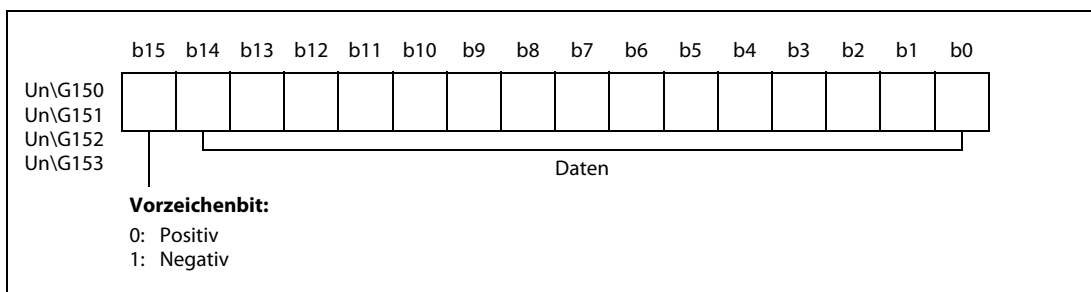 b15 b14 b13 b12 b11 b10 b9 b8 b7 b6 b5 b4 b3 b2 b1 b0
Un\G150
Un\G151
Un\G152
Un\G153
Daten
Vorzeichenbit:
0: Positiv
1: Negativ